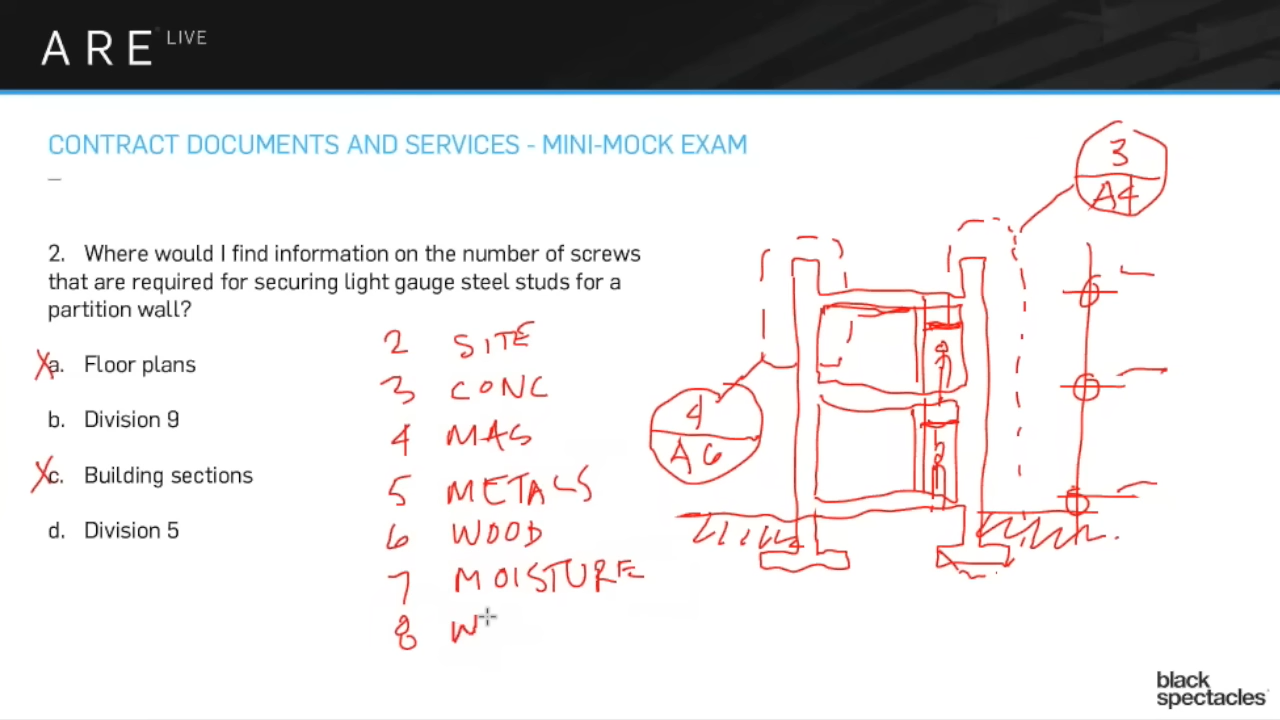 ARE LIVE
CONTRACT DOCUMENTS AND SERVICES - MINI-MOCK EXAM
2. Where would I find information on the number of screws
that are required for securing light gauge steel studs for a
partition wall?
a. Floor plans
b. Division 9
c. Building sections
d. Division 5
2 SITE
3 CONC
4 MAS
5 METALS
6 WOOD
7 MOISTURE
8 W
3
A4
4
A6
black
spectacles